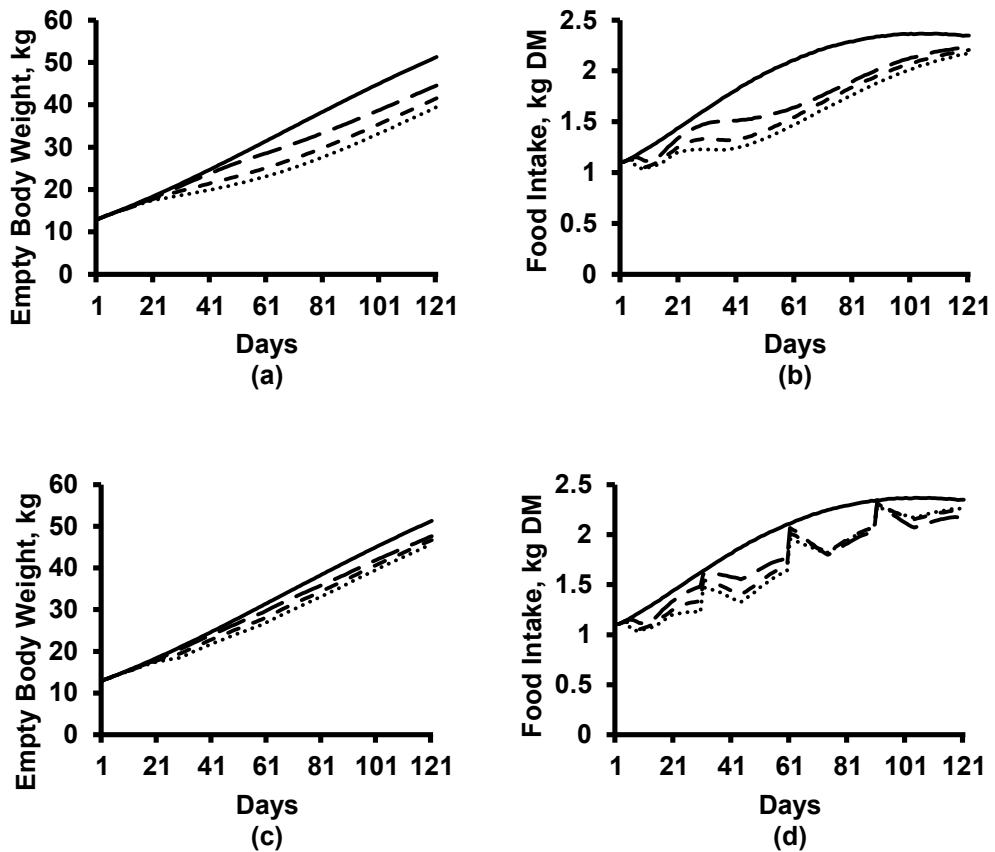 Empty Body Weight, kg
60
50
40
30
20
10
0
1 21 41 61 81 101 121
Days
(a)
Food Intake, kg DM
2.5
2
1.5
1
0.5
0
1 21 41 61 81 101 121
Days
(b)
Empty Body Weight, kg
60
50
40
30
20
10
0
1 21 41 61 81 101 121
Days
(c)
Food Intake, kg DM
2.5
2
1.5
1
0.5
0
1 21 41 61 81 101 121
Days
(d)